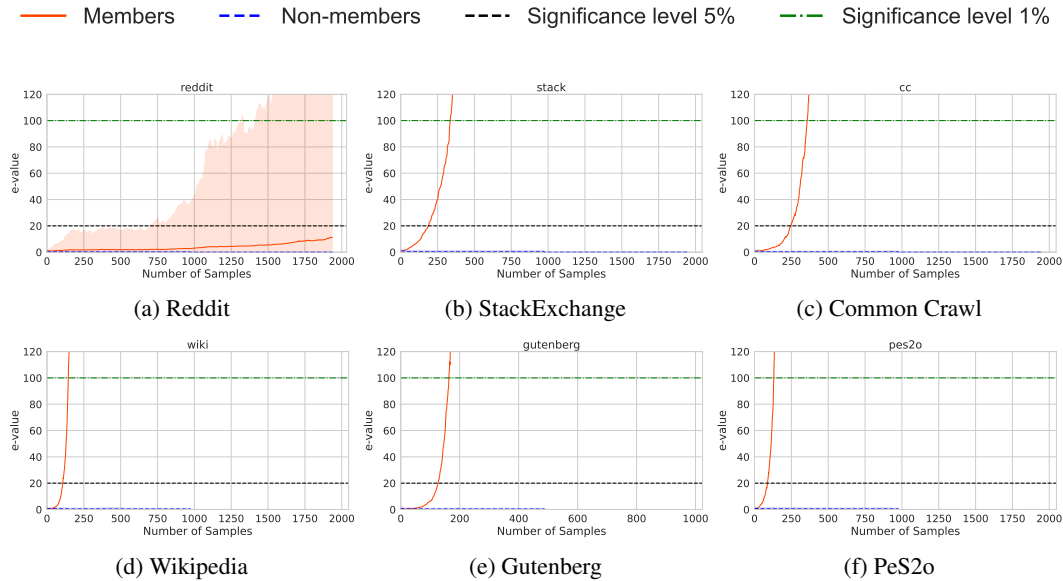 Members Non-members Significance level 5% Significance level 1%
reddit stack cc
120 120 120
100 100 100
80 80 80
60 60 60
40 40 40
20 20 20
0 0 0
e-value e-value e-value
0 250 500 750 1000 1250 1500 1750 2000 0 250 500 750 1000 1250 1500 1750 2000 0 250 500 750 1000 1250 1500 1750 2000
Number of Samples Number of Samples Number of Samples
(a) Reddit (b) StackExchange (c) Common Crawl
wiki gutenberg pes2o
120 120 120
100 100 100
80 80 80
60 60 60
40 40 40
20 20 20
0 0 0
e-value e-value e-value
0 250 500 750 1000 1250 1500 1750 2000 0 200 400 600 800 1000 0 250 500 750 1000 1250 1500 1750 2000
Number of Samples Number of Samples Number of Samples
(d) Wikipedia (e) Gutenberg (f) PeS2o